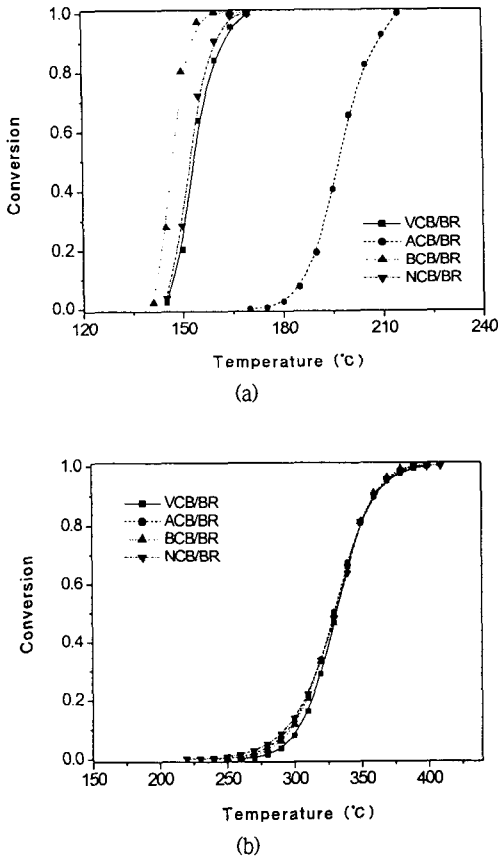 1.0
0.8
0.6
0.4
0.2
0.0
Conversion
VCB/BR
ACB/BR
BCB/BR
NCB/BR
120
150
180
210
240
Temperature (℃)
(a)
1.0
0.8
0.6
0.4
0.2
0.0
Conversion
VCB/BR
ACB/BR
BCB/BR
NCB/BR
150
200
250
300
350
400
Temperature (℃)
(b)